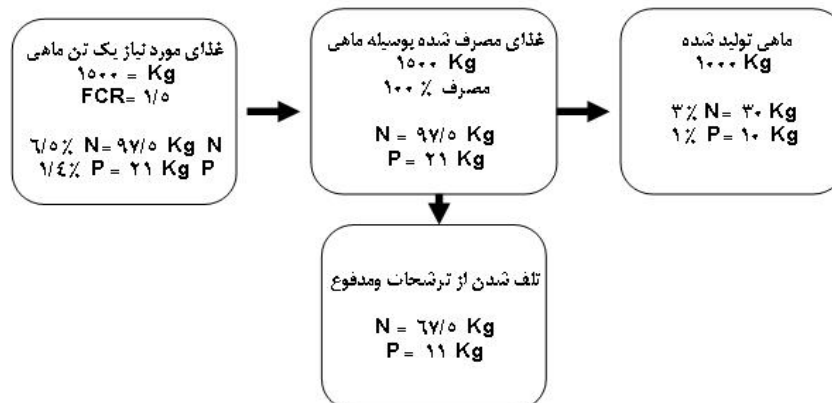 غذای مورد نیاز یک تن ماهی
۱۵۰۰ = Kg
FCR= ۱/۵
٦/۵٪ N= ۹۷/۵ Kg N
۱/٤٪ P = ۲۱ Kg P
غذای مصرف شده بوسیله ماهی
۱۵۰۰ Kg
مصرف ٪ ۱۰۰
N = ۹۷/۵ Kg
P = ۲۱ Kg
ماهی تولید شده
۱۰۰۰ Kg
۳٪ N= ۳۰ Kg
۱٪ P= ۱۰ Kg
تلف شدن از ترشحات ومدفوع
N = ٦۷/۵ Kg
P = ۱۱ Kg